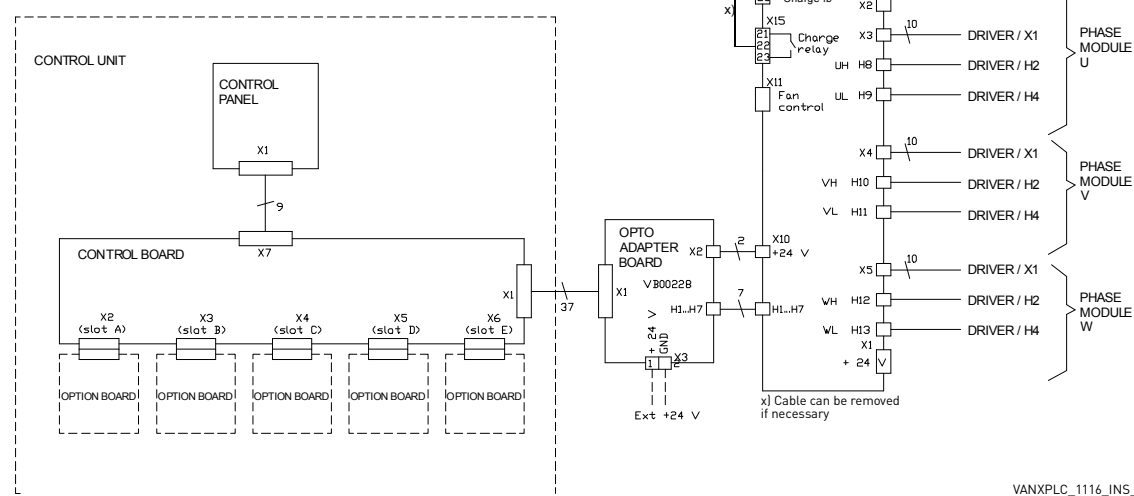 CONTROL UNIT
CONTROL
PANEL
X1
9
X7
CONTROL BOARD
X1
37
X2
(slot A)
X3
(slot B)
X4
(slot C)
X5
(slot D)
X6
(slot E)
OPTION BOARD
OPTION BOARD
OPTION BOARD
OPTION BOARD
OPTION BOARD
OPTO
ADAPTER
BOARD
VB00228
X1
X2
H1...H7
+ 24 V
GND
X3
1
2
Ext +24 V
2
7
x)
X15
21
22
23
Charge
relay
X11
Fan
control
X10
+24 V
H1...H7
X2
X3
10
DRIVER / X1
UH H8
DRIVER / H2
UL H9
DRIVER / H4
PHASE
MODULE
U
X4
10
DRIVER / X1
VH H10
DRIVER / H2
VL H11
DRIVER / H4
PHASE
MODULE
V
X5
10
DRIVER / X1
WH H12
DRIVER / H2
WL H13
DRIVER / H4
PHASE
MODULE
W
X1
+ 24 V
x) Cable can be removed
if necessary
VANXPLC_1116_INS